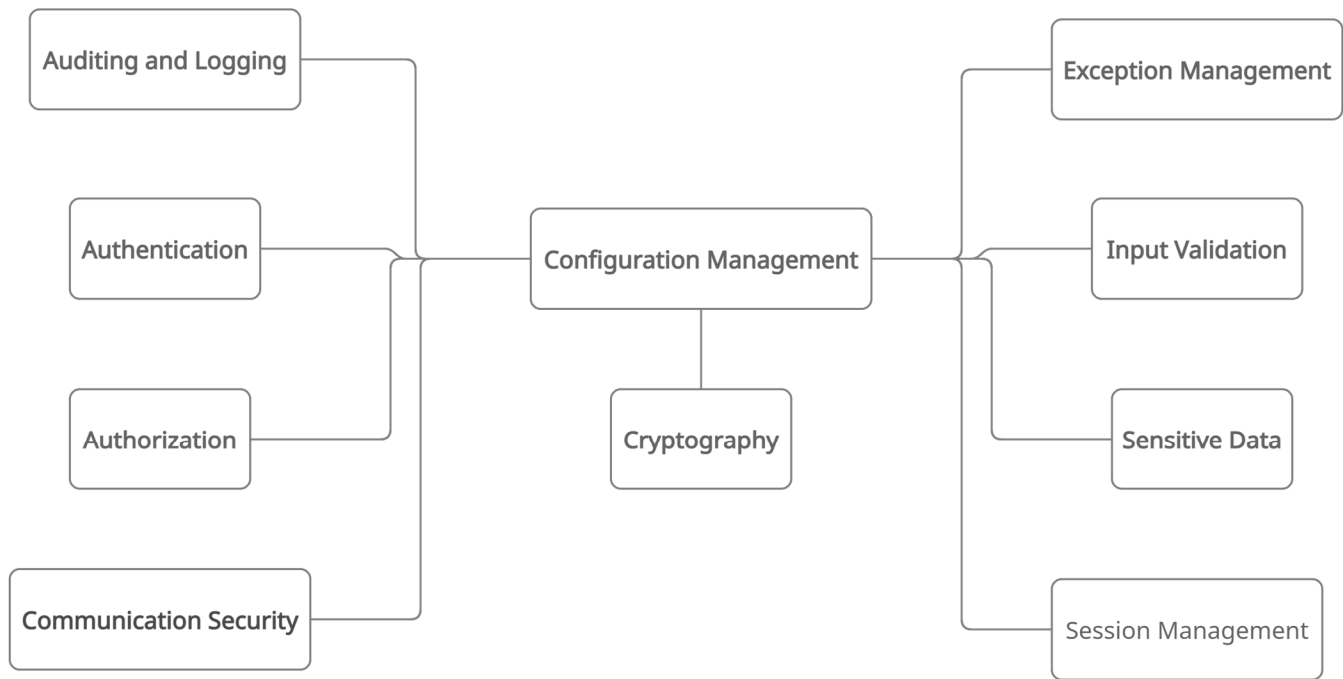 Auditing and Logging
Exception Management
Authentication
Input Validation
Configuration Management
Authorization
Cryptography
Sensitive Data
Communication Security
Session Management